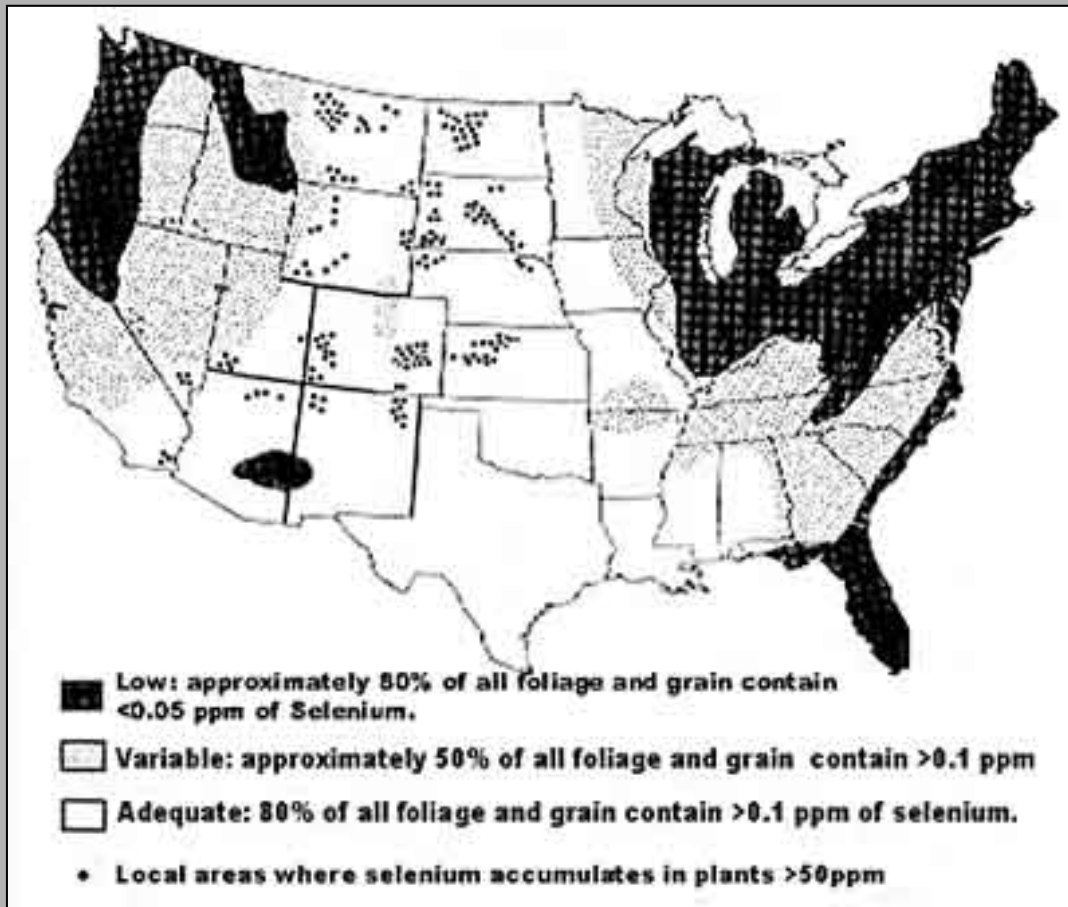 Low: approximately 80% of all foliage and grain contain
<0.05 ppm of Selenium.
Variable: approximately 50% of all foliage and grain contain >0.1 ppm
Adequate: 80% of all foliage and grain contain >0.1 ppm of selenium.
Local areas where selenium accumulates in plants >50ppm